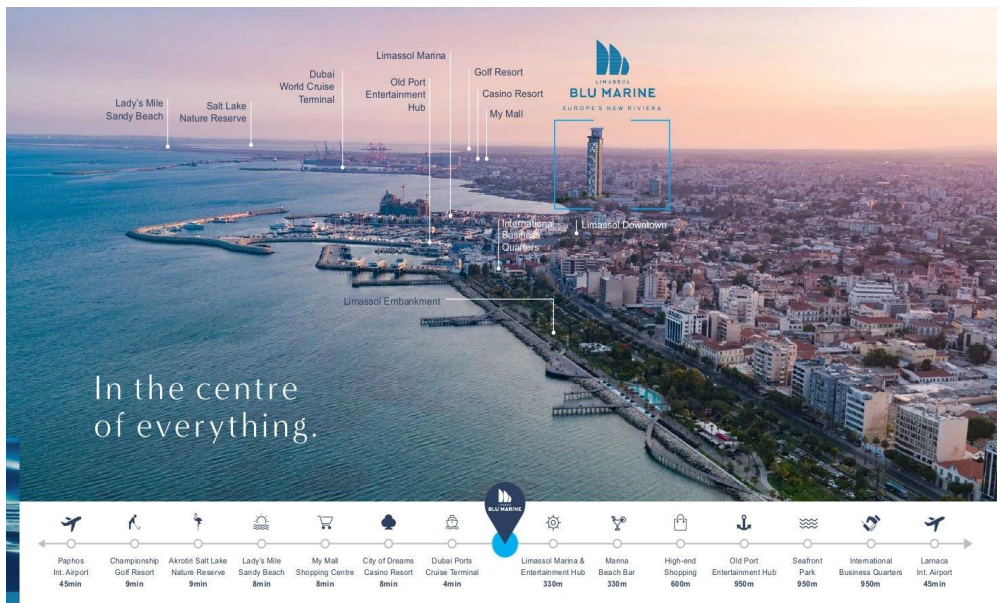 Limassol Marina
Dubai
World Cruise
Terminal
Old Port
Entertainment
Hub
Golf Resort
Casino Resort
My Mall
Lady's Mile
Sandy Beach
Salt Lake
Nature Reserve
LIMASSOL
BLU MARINE
EUROPE'S NEW RIVIERA
International
Business
Quarters
Limassol Downtown
Limassol Embankment
In the centre
of everything.
BLU MARINE
Paphos
Int. Airport
45min
Championship
Golf Resort
9min
Akrotiri Salt Lake
Nature Reserve
9min
Lady's Mile
Sandy Beach
8min
My Mall
Shopping Centre
8min
City of Dreams
Casino Resort
8min
Dubai Ports
Cruise Terminal
4min
Limassol Marina &
Entertainment Hub
330m
Marina
Beach Bar
330m
High-end
Shopping
600m
Old Port
Entertainment Hub
950m
Seafront
Park
950m
International
Business Quarters
950m
Larnaca
Int. Airport
45min